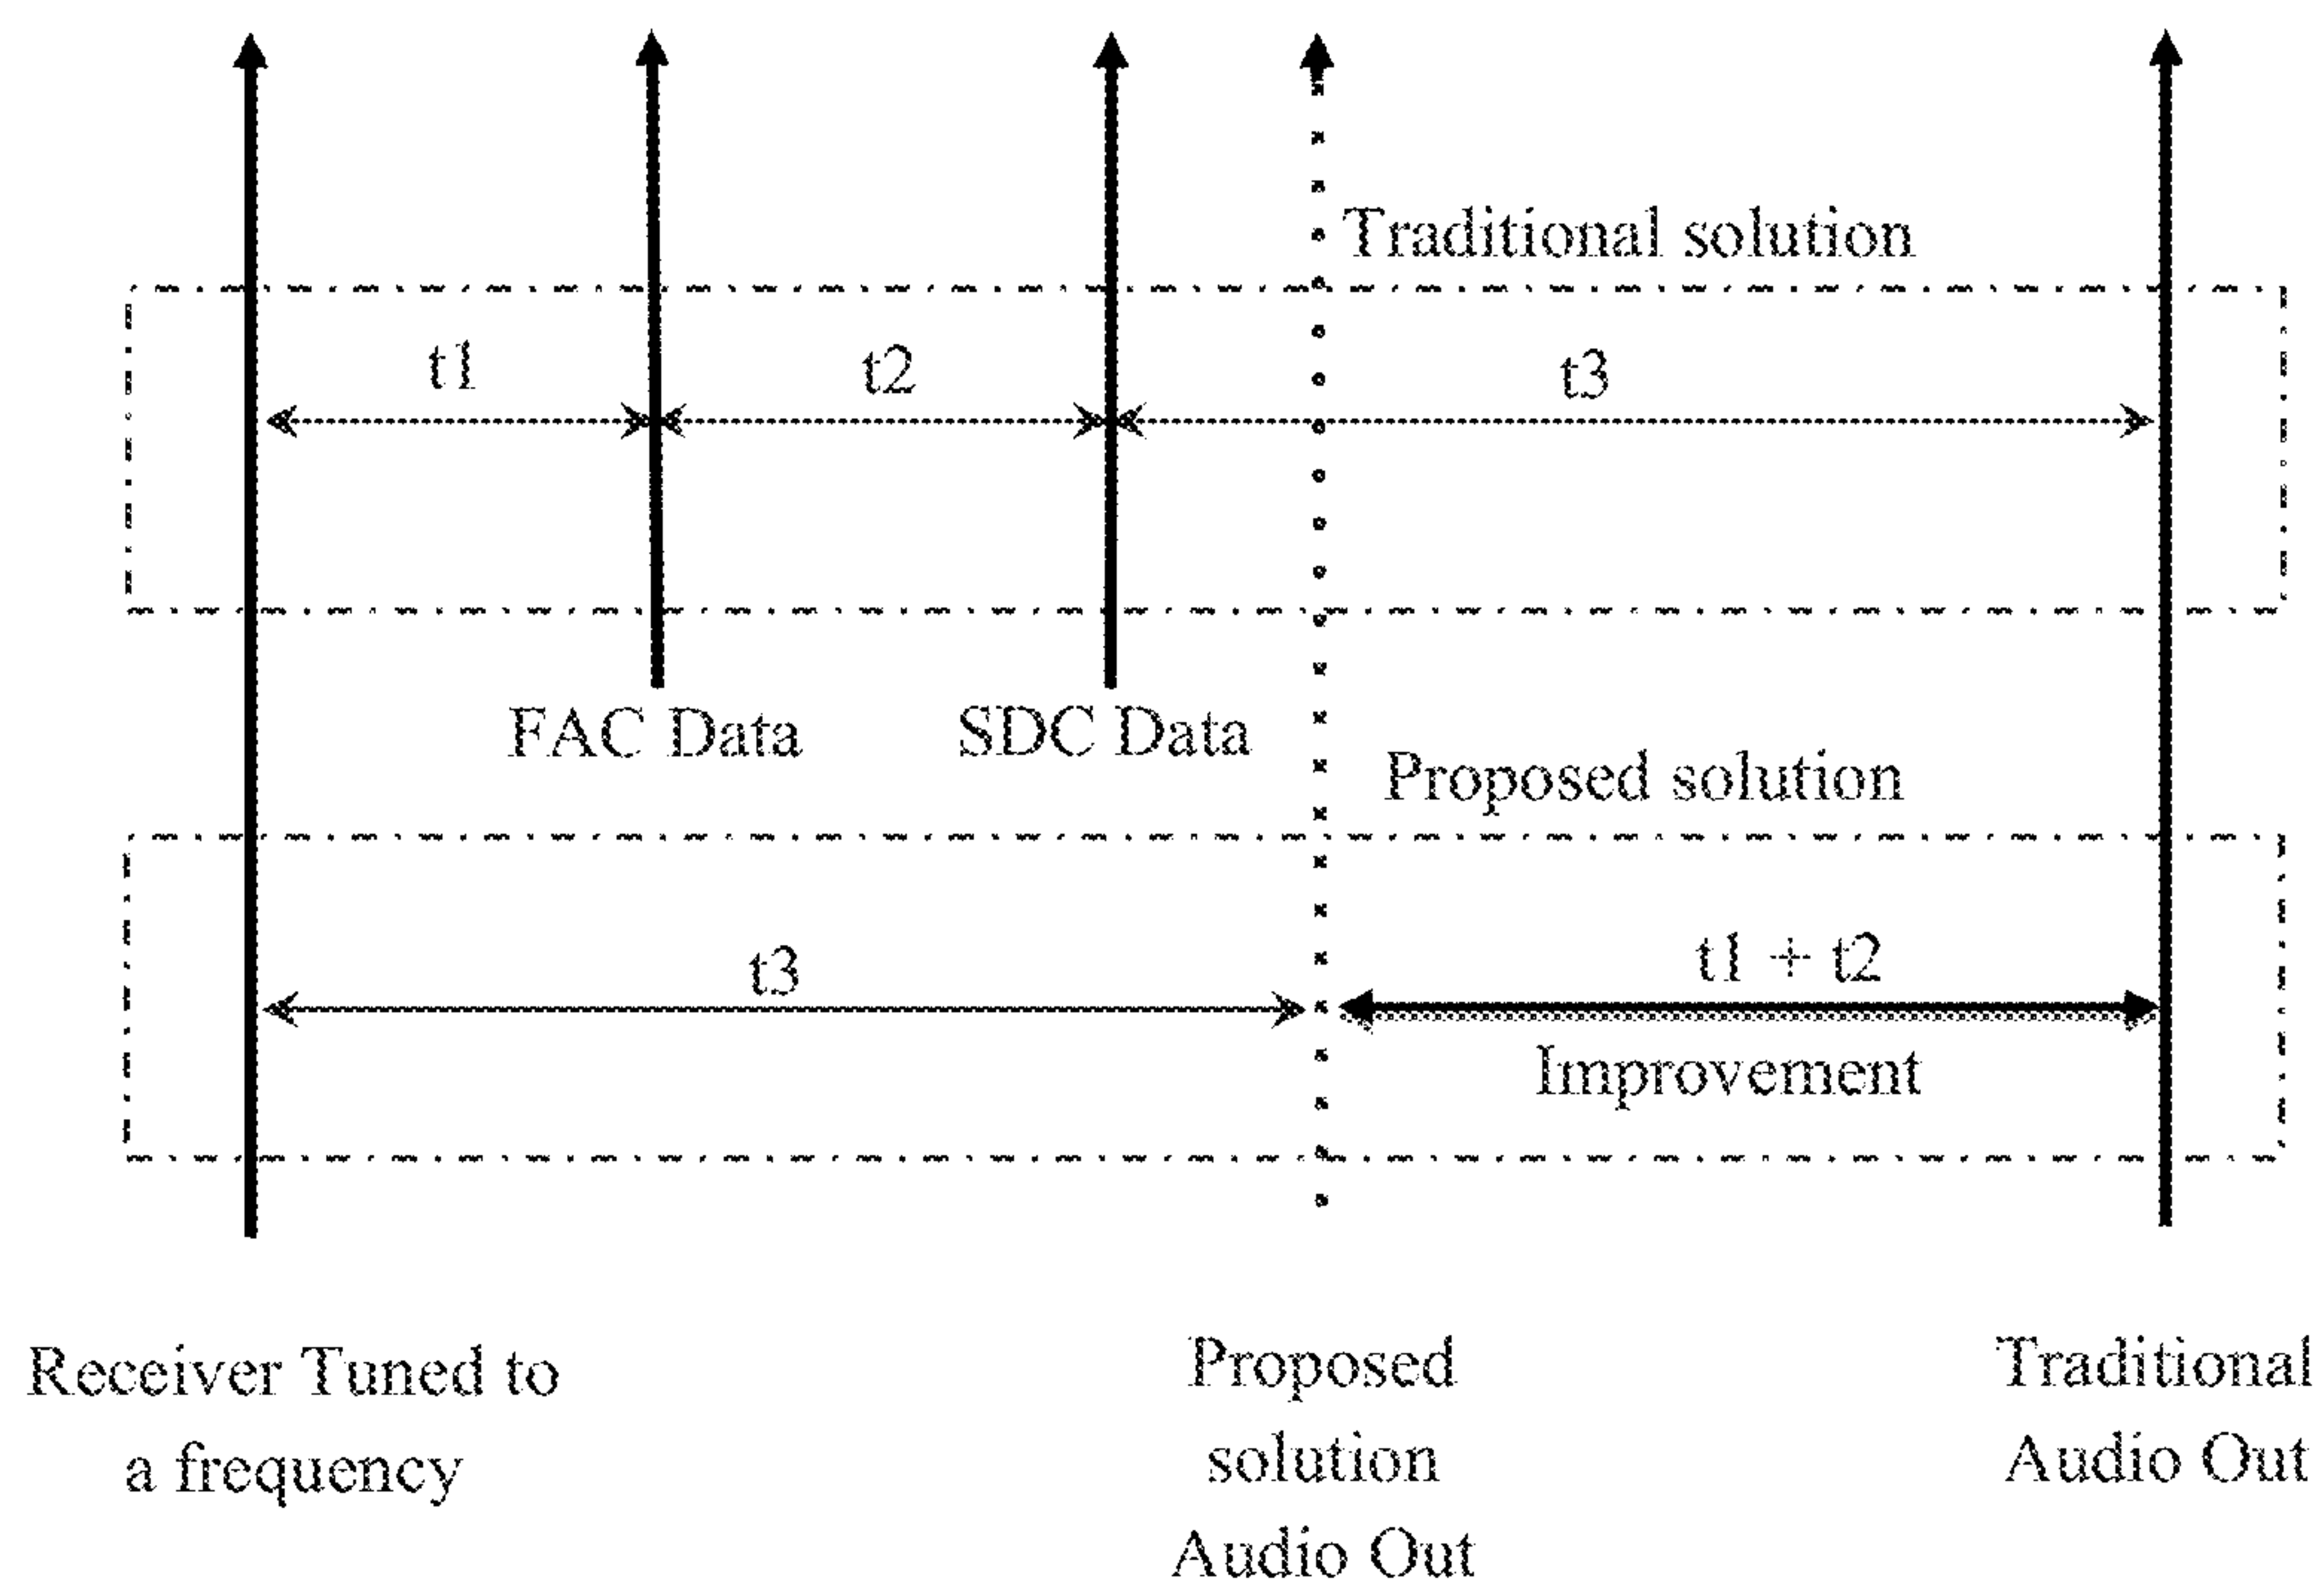 Traditional solution
t1
t2
t3
FAC Data
SDC Data
Proposed solution
t3
t1 + t2
Improvement
Receiver Tuned to
a frequency
Proposed
solution
Audio Out
Traditional
Audio Out